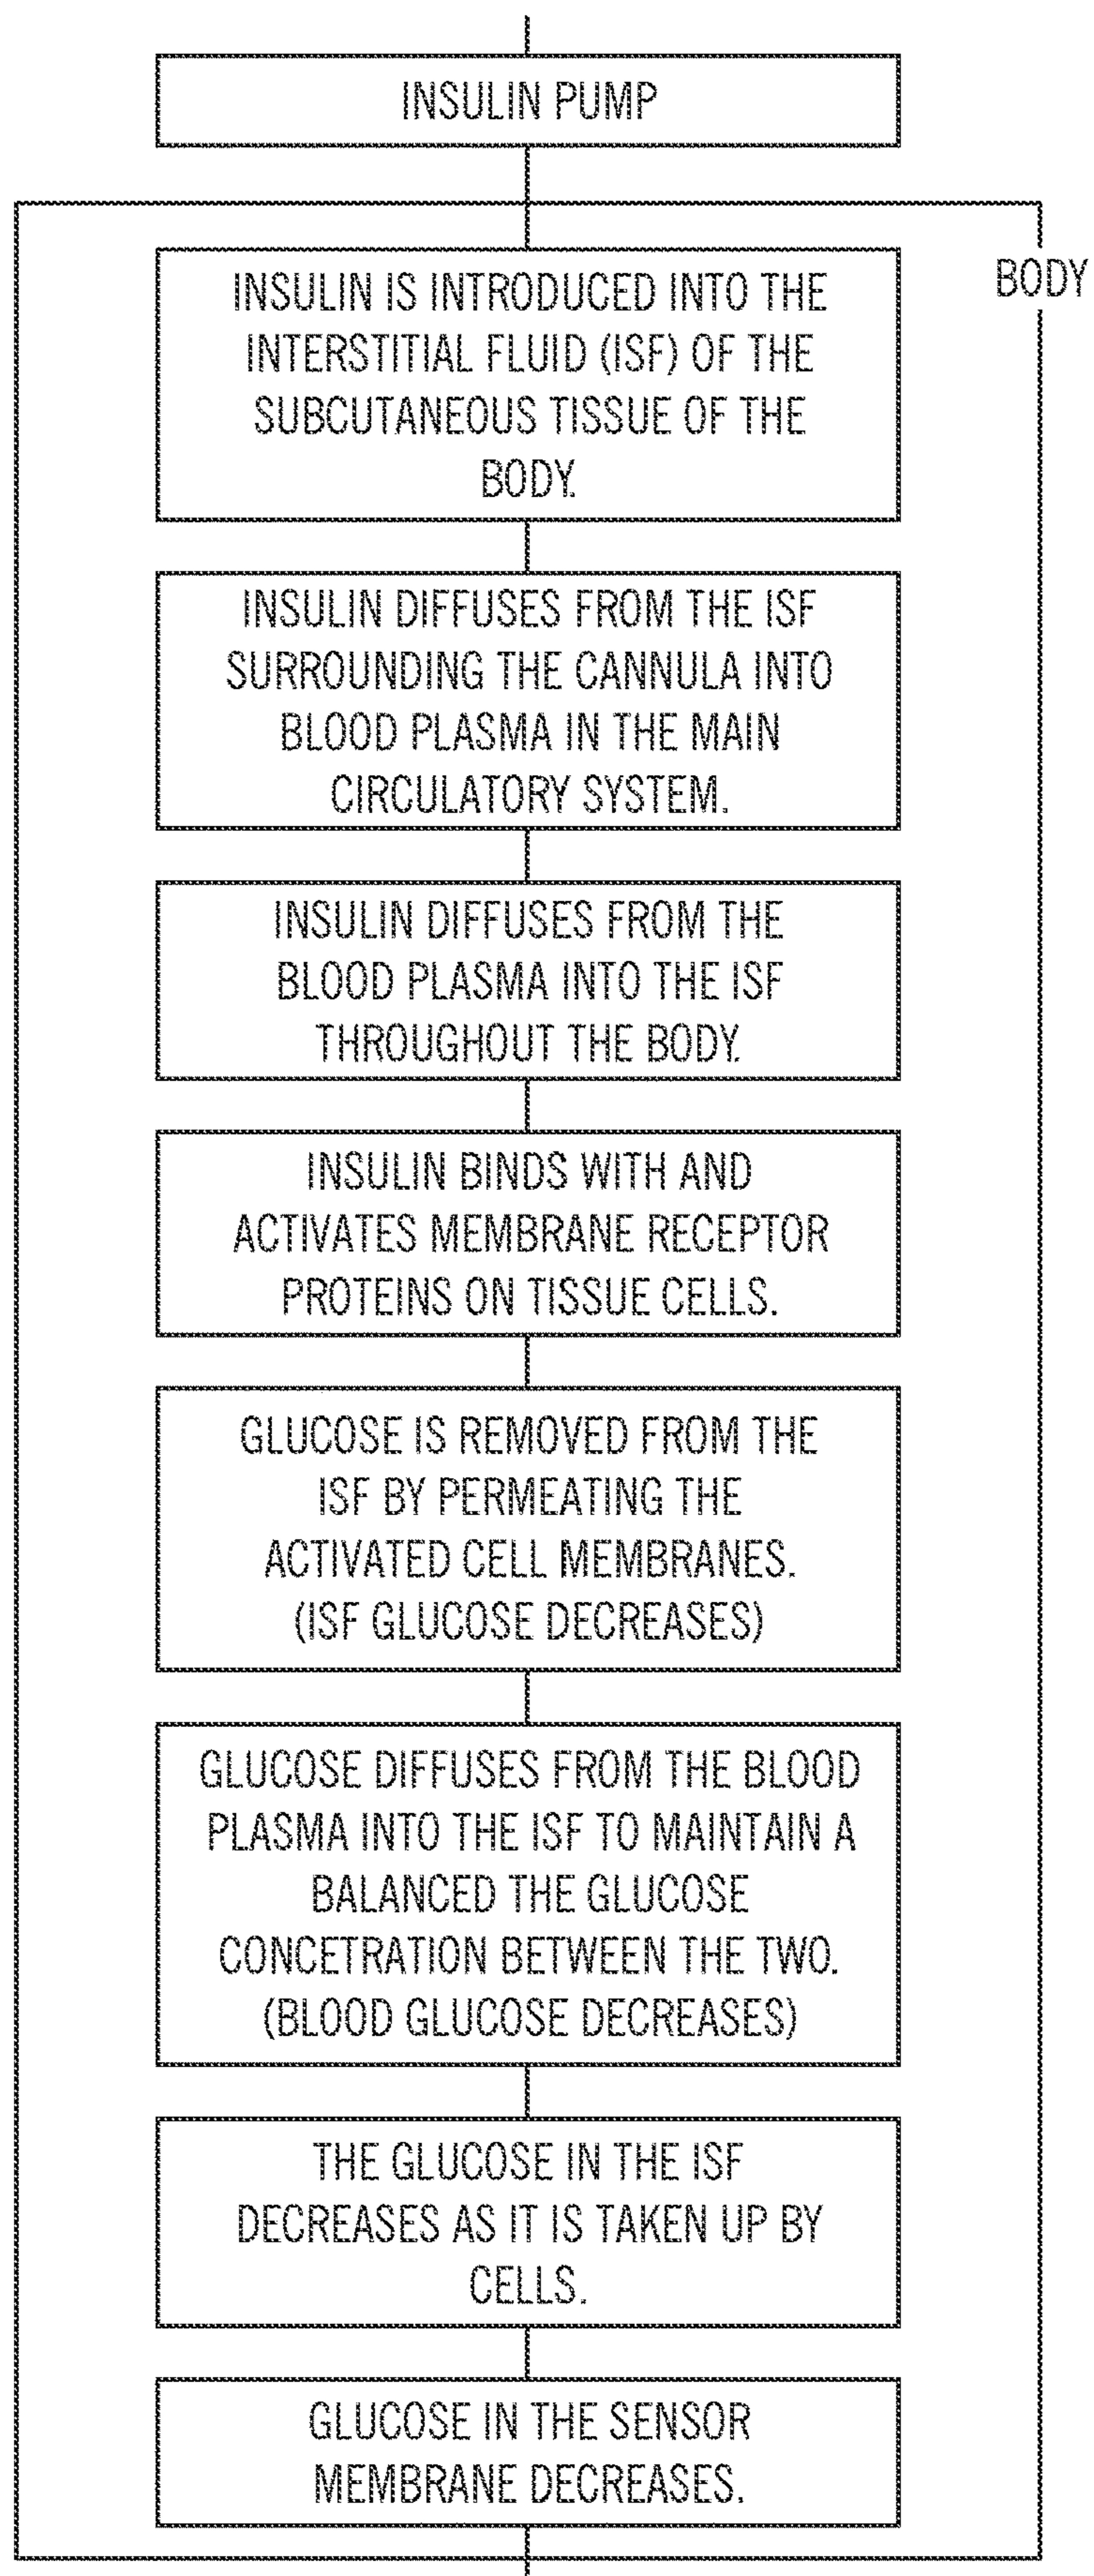 INSULIN PUMP
BODY
INSULIN IS INTRODUCED INTO THE
INTERSTITIAL FLUID (ISF) OF THE
SUBCUTANEOUS TISSUE OF THE
BODY.
INSULIN DIFFUSES FROM THE ISF
SURROUNDING THE CANNULA INTO
BLOOD PLASMA IN THE MAIN
CIRCULATORY SYSTEM.
INSULIN DIFFUSES FROM THE
BLOOD PLASMA INTO THE ISF
THROUGHOUT THE BODY.
INSULIN BINDS WITH AND
ACTIVATES MEMBRANE RECEPTOR
PROTEINS ON TISSUE CELLS.
GLUCOSE IS REMOVED FROM THE
ISF BY PERMEATING THE
ACTIVATED CELL MEMBRANES.
(ISF GLUCOSE DECREASES)
GLUCOSE DIFFUSES FROM THE BLOOD
PLASMA INTO THE ISF TO MAINTAIN A
BALANCED THE GLUCOSE
CONCETRATION BETWEEN THE TWO.
(BLOOD GLUCOSE DECREASES)
THE GLUCOSE IN THE ISF
DECREASES AS IT IS TAKEN UP BY
CELLS.
GLUCOSE IN THE SENSOR
MEMBRANE DECREASES.